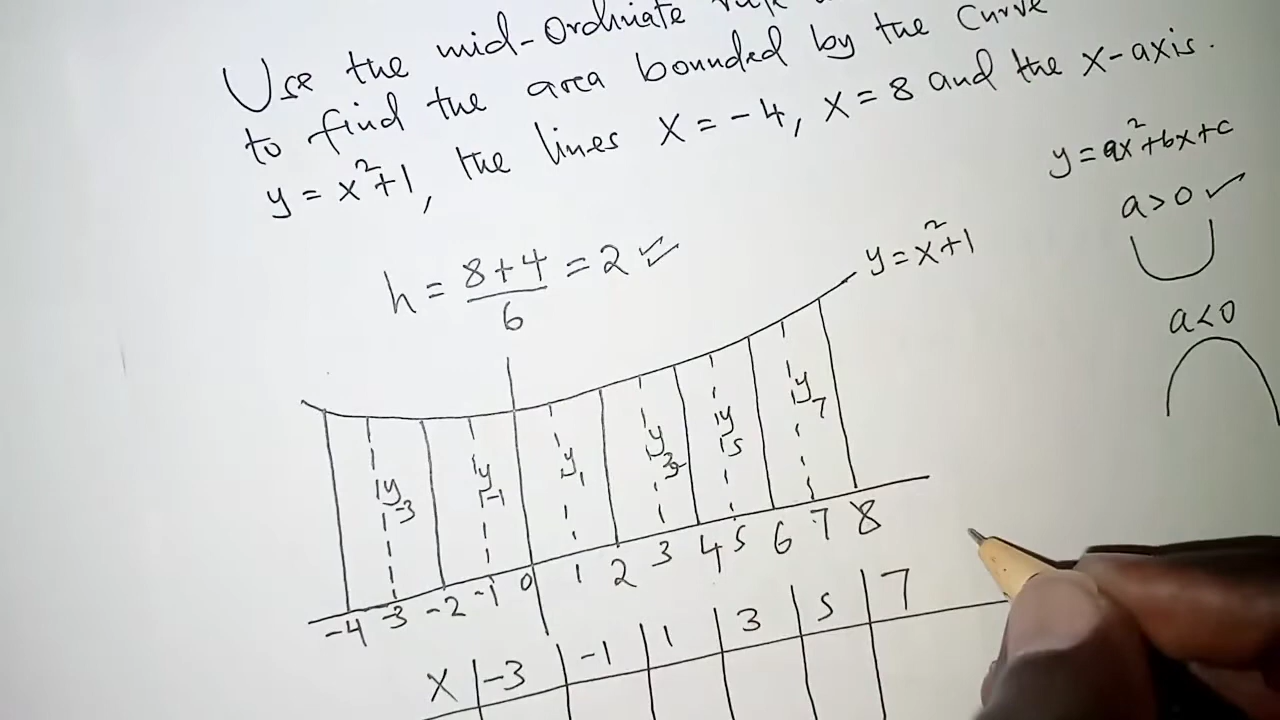 Use the mid-ordinate
to find the area bounded by the curve
y = x²+1, the lines x = -4, x = 8 and the x-axis.
y = ax²+bx+c
a>0 ✓
h = 8+4/6 = 2 ✓
y = x²+1
a<0
y-3 y-1 y1 y3 y5 y7
-4 -3 -2 -1 0 1 2 3 4 5 6 7 8
x -3 -1 1 3 5 7